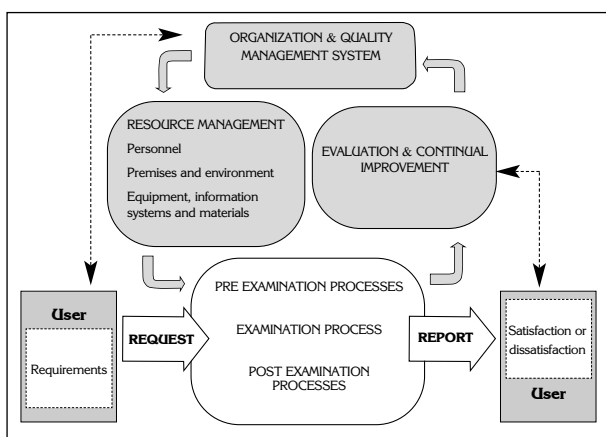 ORGANIZATION & QUALITY
MANAGEMENT SYSTEM
RESOURCE MANAGEMENT
Personnel
Premises and environment
Equipment, information
systems and materials
EVALUATION & CONTINUAL
IMPROVEMENT
User
Requirements
REQUEST
PRE EXAMINATION PROCESSES
EXAMINATION PROCESS
POST EXAMINATION
PROCESSES
REPORT
Satisfaction or
dissatisfaction
User